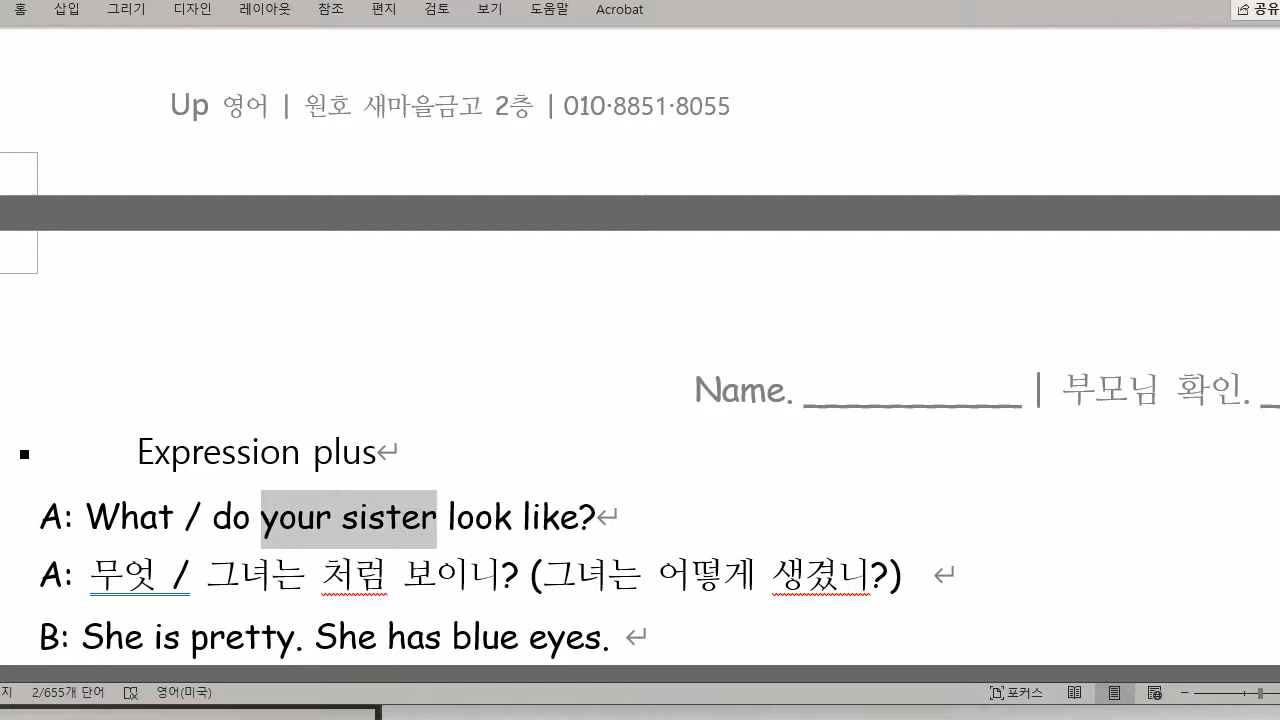 홈 삽입 그리기 디자인 레이아웃 참조 편지 검토 보기 도움말 Acrobat 공유
Up 영어 | 원호 새마을금고 2층 | 010·8851·8055
Name. __________ | 부모님 확인. _
▪ Expression plus↵
A: What / do your sister look like?↵
A: 무엇 / 그녀는 처럼 보이니? (그녀는 어떻게 생겼니?) ↵
B: She is pretty. She has blue eyes. ↵
지 2/655개 단어 영어(미국) 포커스